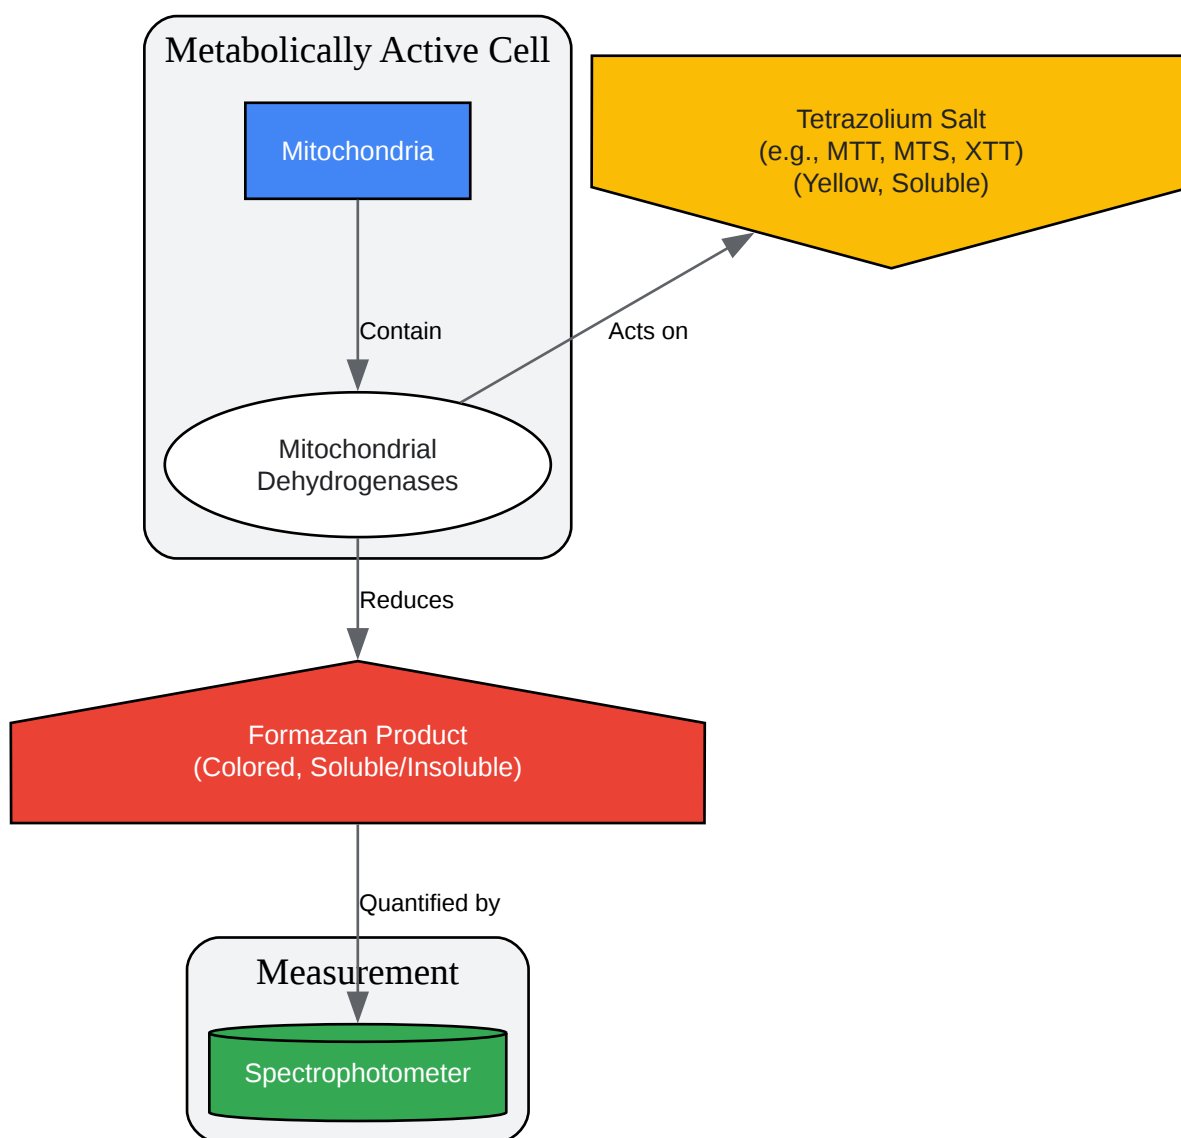 Metabolically Active Cell
Mitochondria
Tetrazolium Salt
(e.g., MTT, MTS, XTT)
(Yellow, Soluble)
Contain
Acts on
Mitochondrial
Dehydrogenases
Reduces
Formazan Product
(Colored, Soluble/Insoluble)
Quantified by
Measurement
Spectrophotometer